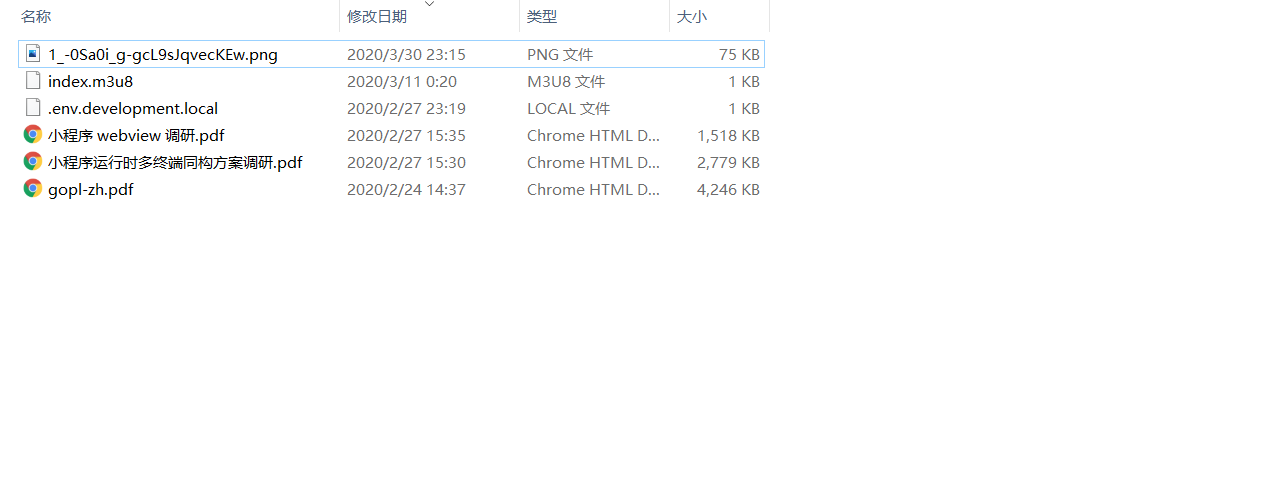 名称 修改日期 类型 大小
1_-0Sa0i_g-gcL9sJqvecKEw.png 2020/3/30 23:15 PNG 文件 75 KB
index.m3u8 2020/3/11 0:20 M3U8 文件 1 KB
.env.development.local 2020/2/27 23:19 LOCAL 文件 1 KB
小程序 webview 调研.pdf 2020/2/27 15:35 Chrome HTML D... 1,518 KB
小程序运行时多终端同构方案调研.pdf 2020/2/27 15:30 Chrome HTML D... 2,779 KB
gopl-zh.pdf 2020/2/24 14:37 Chrome HTML D... 4,246 KB